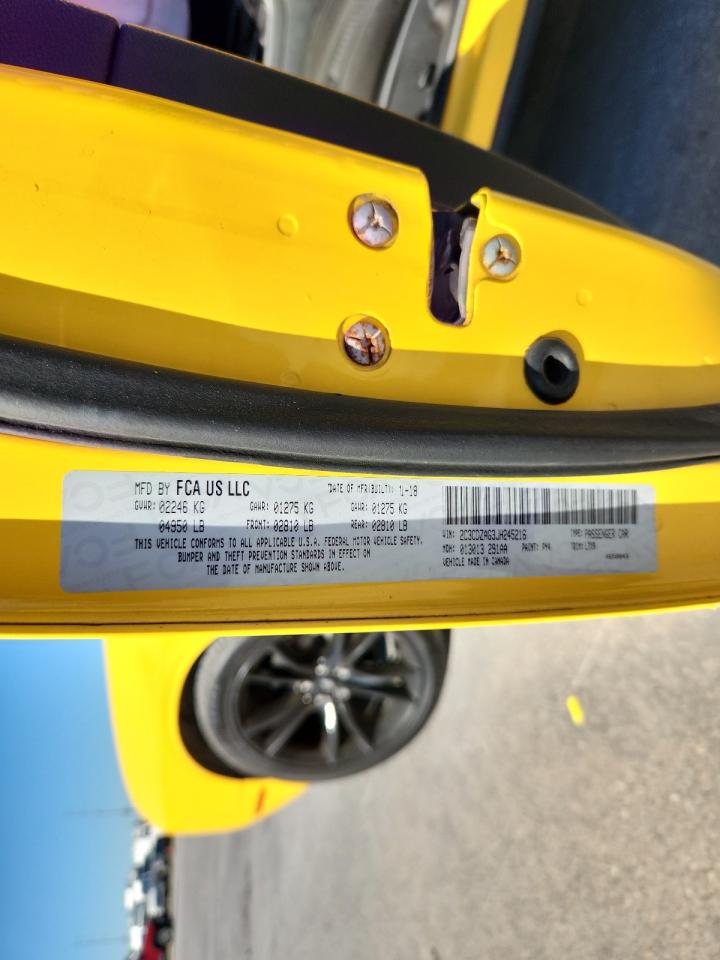 MFD BY FCA US LLC
DATE OF MFR(BUILT): 1-18
GVWR: 02246 KG GAWR: 01275 KG GAWR: 01275 KG
04950 LB FRONT: 02810 LB REAR: 02810 LB
THIS VEHICLE CONFORMS TO ALL APPLICABLE U.S.A. FEDERAL MOTOR VEHICLE SAFETY,
BUMPER AND THEFT PREVENTION STANDARDS IN EFFECT ON
THE DATE OF MANUFACTURE SHOWN ABOVE.
VIN: 2C3CDZAG3JH245216 TYPE: PASSENGER CAR
MDH: 013013 291AA PAINT: TRIM:
VEHICLE MADE IN CANADA